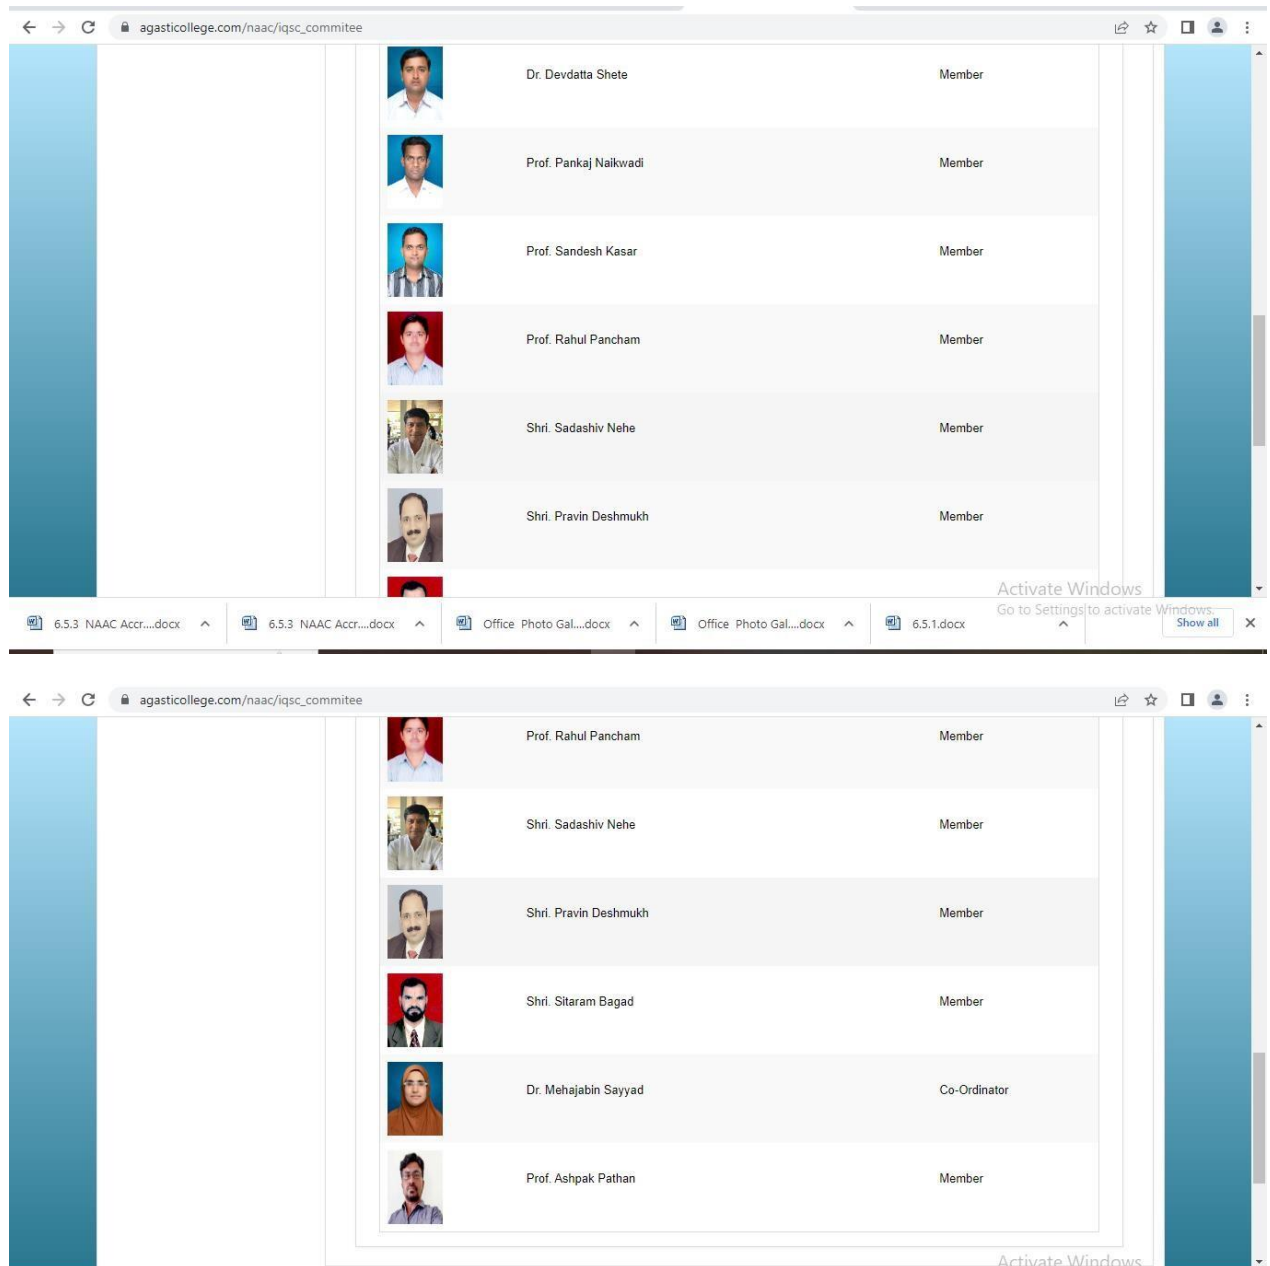 agasticollege.com/naac/iqsc_commitee
Dr. Devdatta Shete Member
Prof. Pankaj Naikwadi Member
Prof. Sandesh Kasar Member
Prof. Rahul Pancham Member
Shri. Sadashiv Nehe Member
Shri. Pravin Deshmukh Member
Activate Windows
Go to Settings to activate Windows.
6.5.3 NAAC Accr....docx 6.5.3 NAAC Accr....docx Office Photo Gal....docx Office Photo Gal....docx 6.5.1.docx Show all
agasticollege.com/naac/iqsc_commitee
Prof. Rahul Pancham Member
Shri. Sadashiv Nehe Member
Shri. Pravin Deshmukh Member
Shri. Sitaram Bagad Member
Dr. Mehajabin Sayyad Co-Ordinator
Prof. Ashpak Pathan Member
Activate Windows